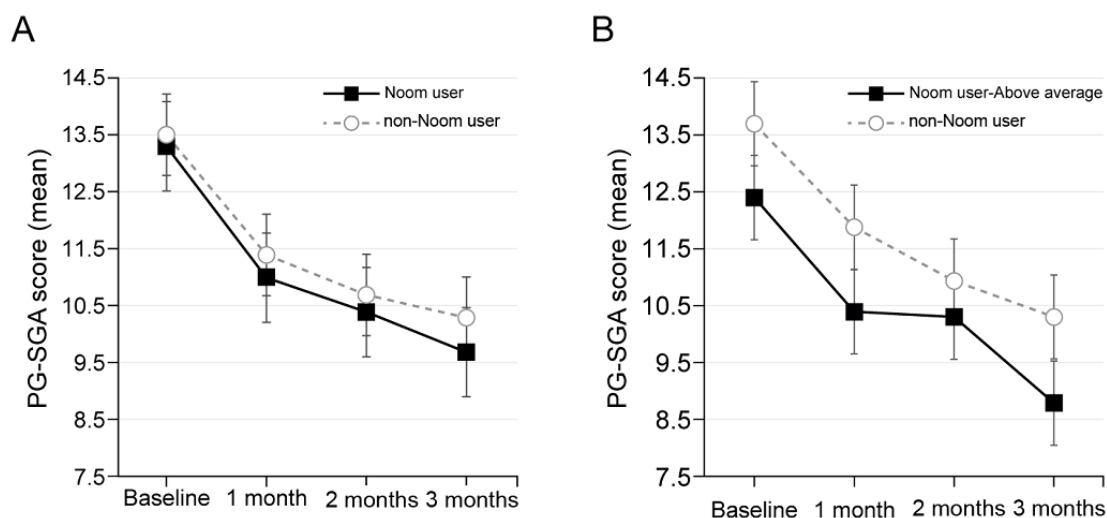 A
PG-SGA score (mean)
14.5
13.5
12.5
11.5
10.5
9.5
8.5
7.5
Noom user
non-Noom user
Baseline 1 month 2 months 3 months
B
PG-SGA score (mean)
14.5
13.5
12.5
11.5
10.5
9.5
8.5
7.5
Noom user-Above average
non-Noom user
Baseline 1 month 2 months 3 months